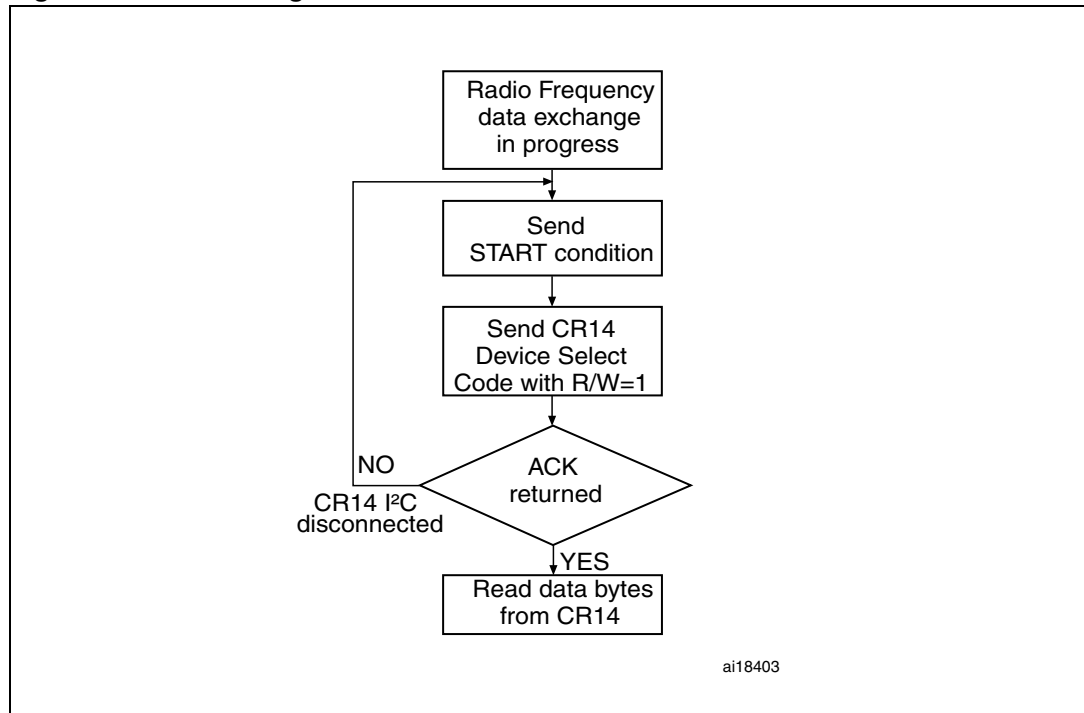 Radio Frequency
data exchange
in progress
Send
START condition
Send CR14
Device Select
Code with R/W=1
NO
ACK
returned
CR14 I²C
disconnected
YES
Read data bytes
from CR14
ai18403